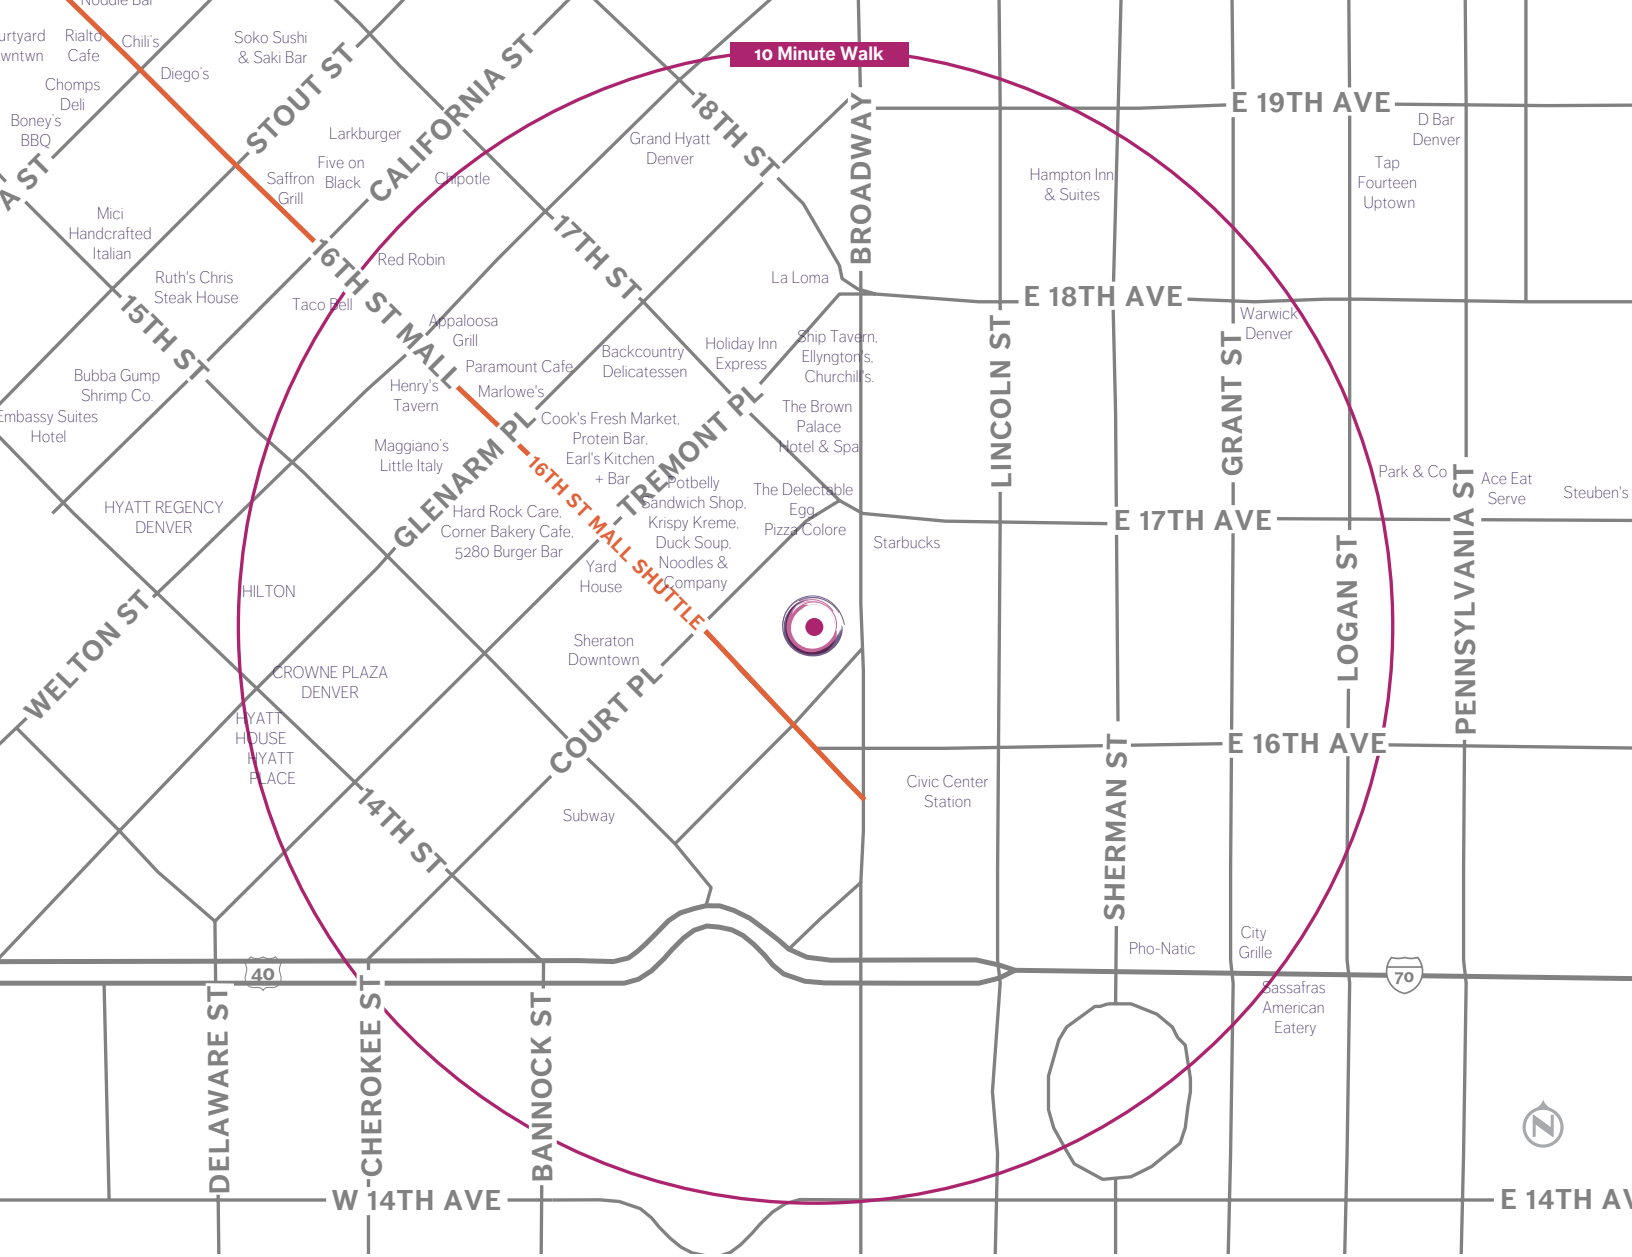 Noodle Bar
Rialto
Cafe
Chili's
Diego's
Chomps
Deli
Boney's
BBQ
Soko Sushi
& Saki Bar
STOUT ST
CALIFORNIA ST
Larkburger
Five on
Black
Saffron
Grill
Chipotle
10 Minute Walk
18TH ST
Grand Hyatt
Denver
BROADWAY
E 19TH AVE
D Bar
Denver
Tap
Fourteen
Uptown
Hampton Inn
& Suites
A ST
Mici
Handcrafted
Italian
Ruth's Chris
Steak House
15TH ST
16TH ST MALL
Red Robin
Taco Bell
17TH ST
La Loma
E 18TH AVE
Warwick
Denver
Appaloosa
Grill
Paramount Cafe
Marlowe's
Henry's
Tavern
Maggiano's
Little Italy
Backcountry
Delicatessen
Holiday Inn
Express
Ship Tavern,
Ellyngton's,
Churchill's.
The Brown
Palace
Hotel & Spa
LINCOLN ST
GRANT ST
Bubba Gump
Shrimp Co.
Embassy Suites
Hotel
HYATT REGENCY
DENVER
GLENARM PL
Cook's Fresh Market,
Protein Bar,
Earl's Kitchen
+ Bar
TREMONT PL
Potbelly
Sandwich Shop,
Krispy Kreme,
Duck Soup,
Noodles &
Company
The Delectable
Egg,
Pizza Colore
Hard Rock Care,
Corner Bakery Cafe,
5280 Burger Bar
16TH ST MALL SHUTTLE
Yard
House
Starbucks
E 17TH AVE
Park & Co
Ace Eat
Serve
Steuben's
PENNSYLVANIA ST
LOGAN ST
HILTON
WELTON ST
CROWNE PLAZA
DENVER
HYATT
HOUSE
HYATT
PLACE
Sheraton
Downtown
COURT PL
E 16TH AVE
SHERMAN ST
Civic Center
Station
Subway
14TH ST
Pho-Natic
City
Grille
Sassafras
American
Eatery
40
70
DELAWARE ST
CHEROKEE ST
BANNOCK ST
N
W 14TH AVE
E 14TH AV